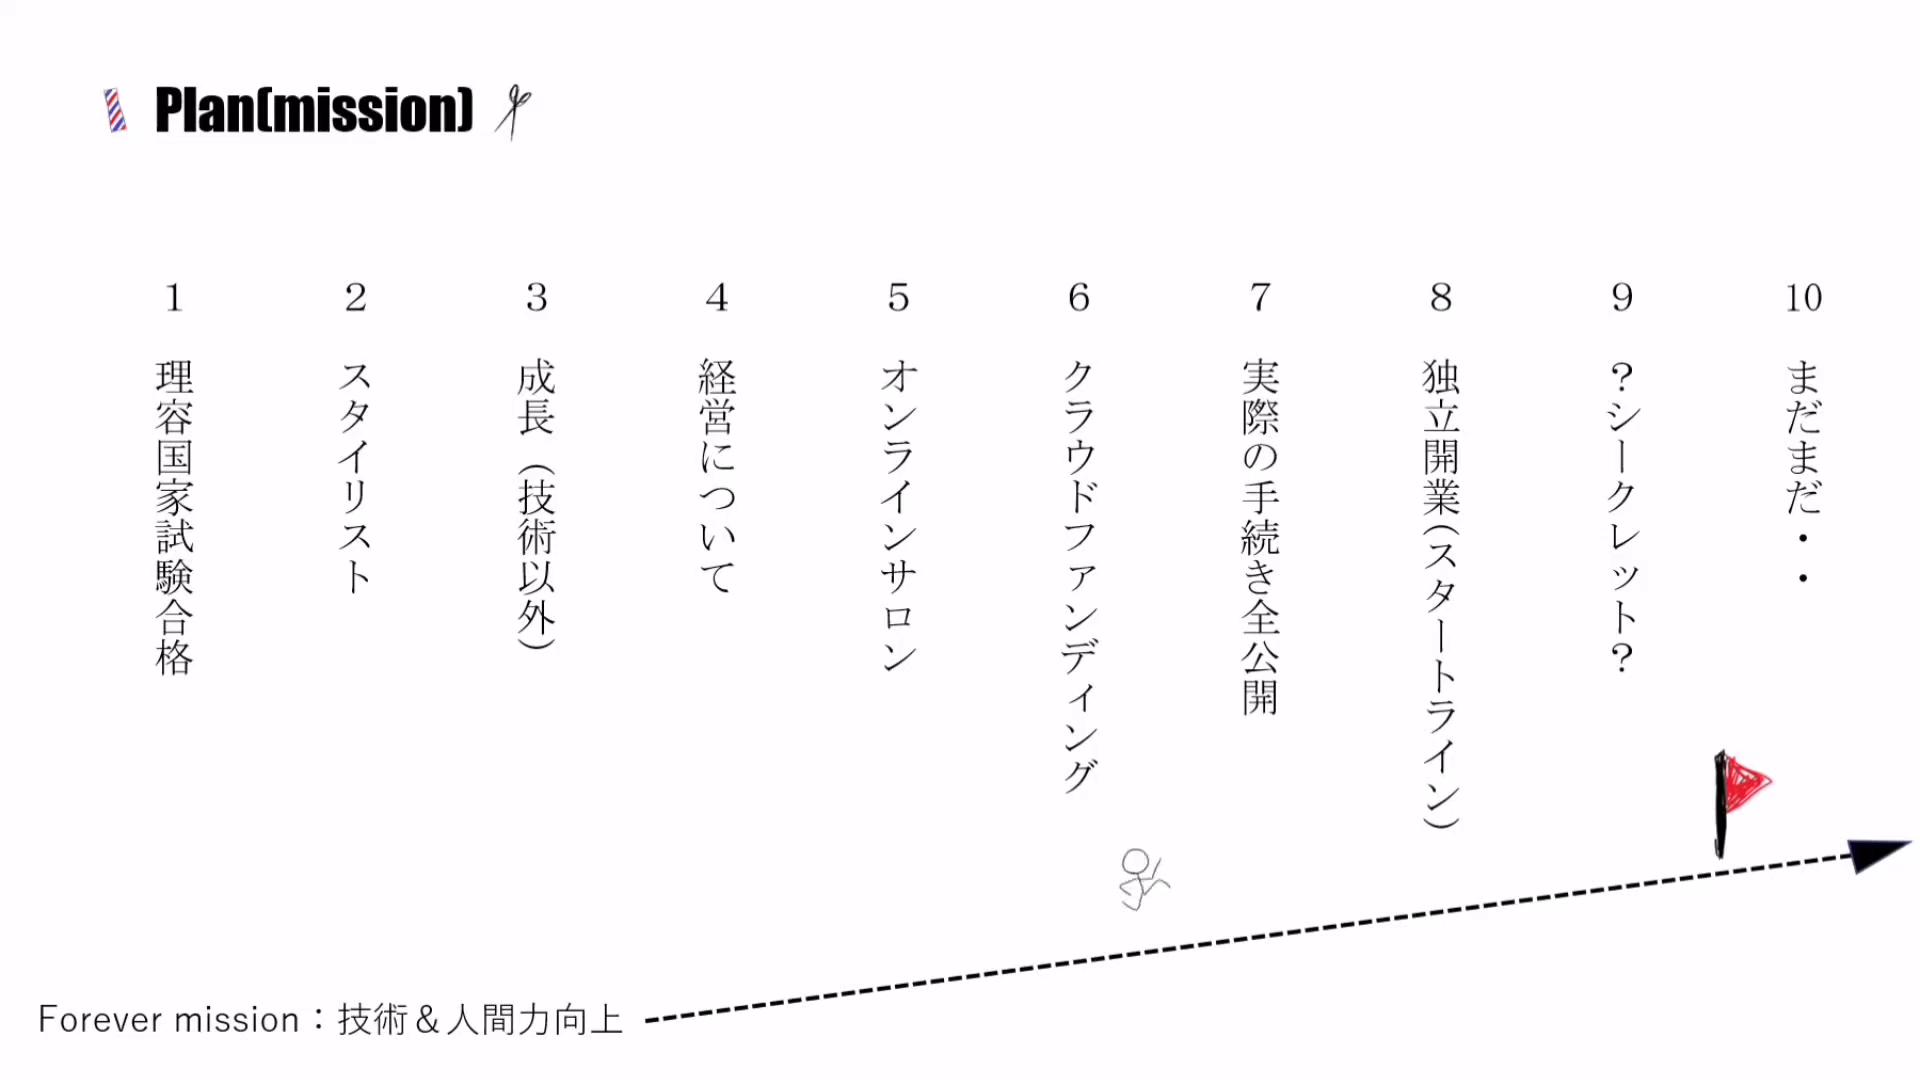 Plan(mission)
1 理容国家試験合格
2 スタイリスト
3 成長（技術以外）
4 経営について
5 オンラインサロン
6 クラウドファンディング
7 実際の手続き全公開
8 独立開業(スタートライン)
9 ？シークレット？
10 まだまだ・・
Forever mission：技術＆人間力向上